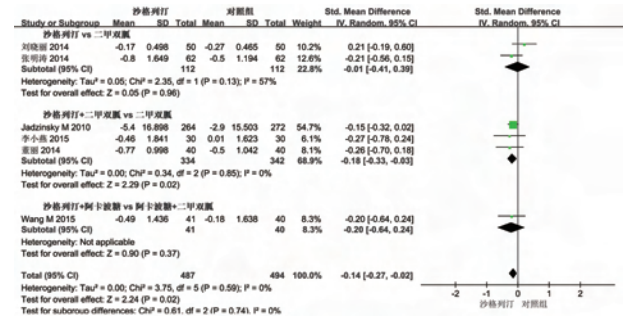 沙格列汀 对照组 Std. Mean Difference Std. Mean Difference
Study or Subgroup Mean SD Total Mean SD Total Weight IV. Random. 95% CI IV. Random. 95% CI
沙格列汀 vs 二甲双胍
刘晓丽 2014 -0.17 0.498 50 -0.27 0.465 50 10.2% 0.21 [-0.19, 0.60]
张明涛 2014 -0.8 1.649 62 -0.5 1.194 62 12.6% -0.21 [-0.56, 0.15]
Subtotal (95% CI) 112 112 22.8% -0.01 [-0.41, 0.39]
Heterogeneity: Tau² = 0.05; Chi² = 2.35, df = 1 (P = 0.13); I² = 57%
Test for overall effect: Z = 0.05 (P = 0.96)
沙格列汀+二甲双胍 vs 二甲双胍
Jadzinsky M 2010 -5.4 16.898 264 -2.9 15.503 272 54.7% -0.15 [-0.32, 0.02]
李小燕 2015 -0.46 1.841 30 0.01 1.623 30 6.1% -0.27 [-0.78, 0.24]
董丽 2014 -0.77 0.998 40 -0.5 1.042 40 8.1% -0.26 [-0.70, 0.18]
Subtotal (95% CI) 334 342 68.9% -0.18 [-0.33, -0.03]
Heterogeneity: Tau² = 0.00; Chi² = 0.34, df = 2 (P = 0.85); I² = 0%
Test for overall effect: Z = 2.29 (P = 0.02)
沙格列汀+阿卡波糖 vs 阿卡波糖+二甲双胍
Wang M 2015 -0.49 1.436 41 -0.18 1.638 40 8.3% -0.20 [-0.64, 0.24]
Subtotal (95% CI) 41 40 8.3% -0.20 [-0.64, 0.24]
Heterogeneity: Not applicable
Test for overall effect: Z = 0.90 (P = 0.37)
Total (95% CI) 487 494 100.0% -0.14 [-0.27, -0.02]
Heterogeneity: Tau² = 0.00; Chi² = 3.75, df = 5 (P = 0.59); I² = 0%
Test for overall effect: Z = 2.24 (P = 0.02)
Test for subgroup differences: Chi² = 0.61. df = 2 (P = 0.74). I² = 0%
-2 -1 0 1 2
沙格列汀 对照组